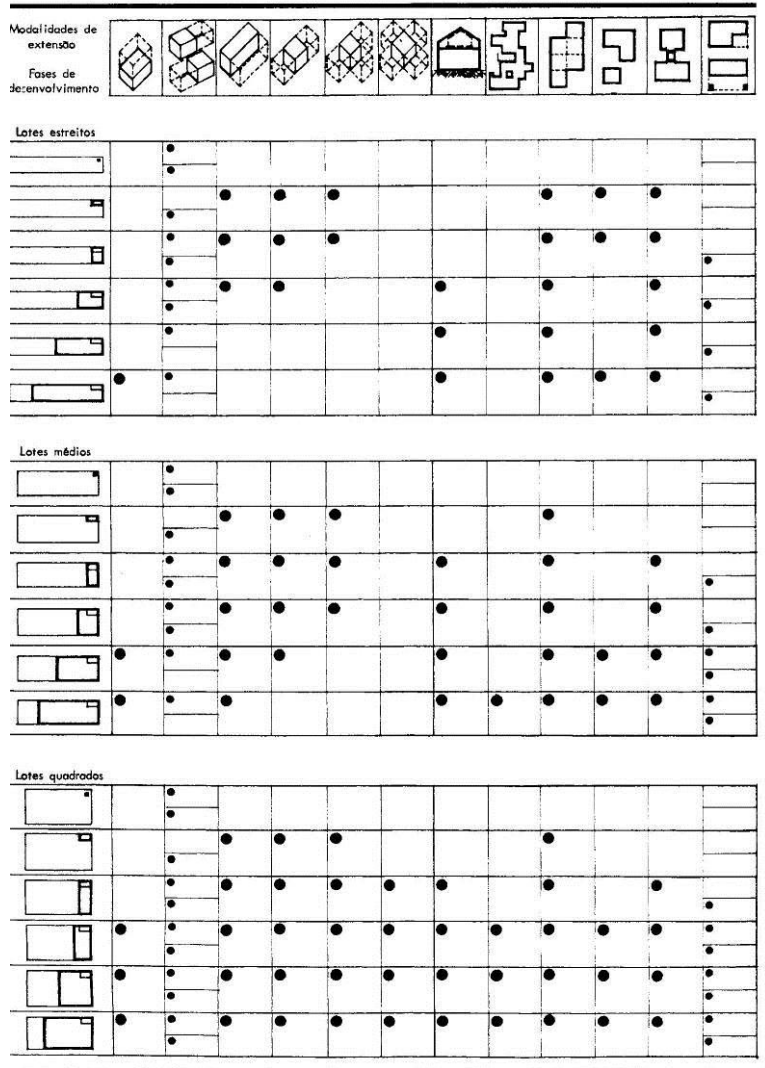 Modalidades de
extensão
Fases de
desenvolvimento
Lotes estreitos
Lotes médios
Lotes quadrados